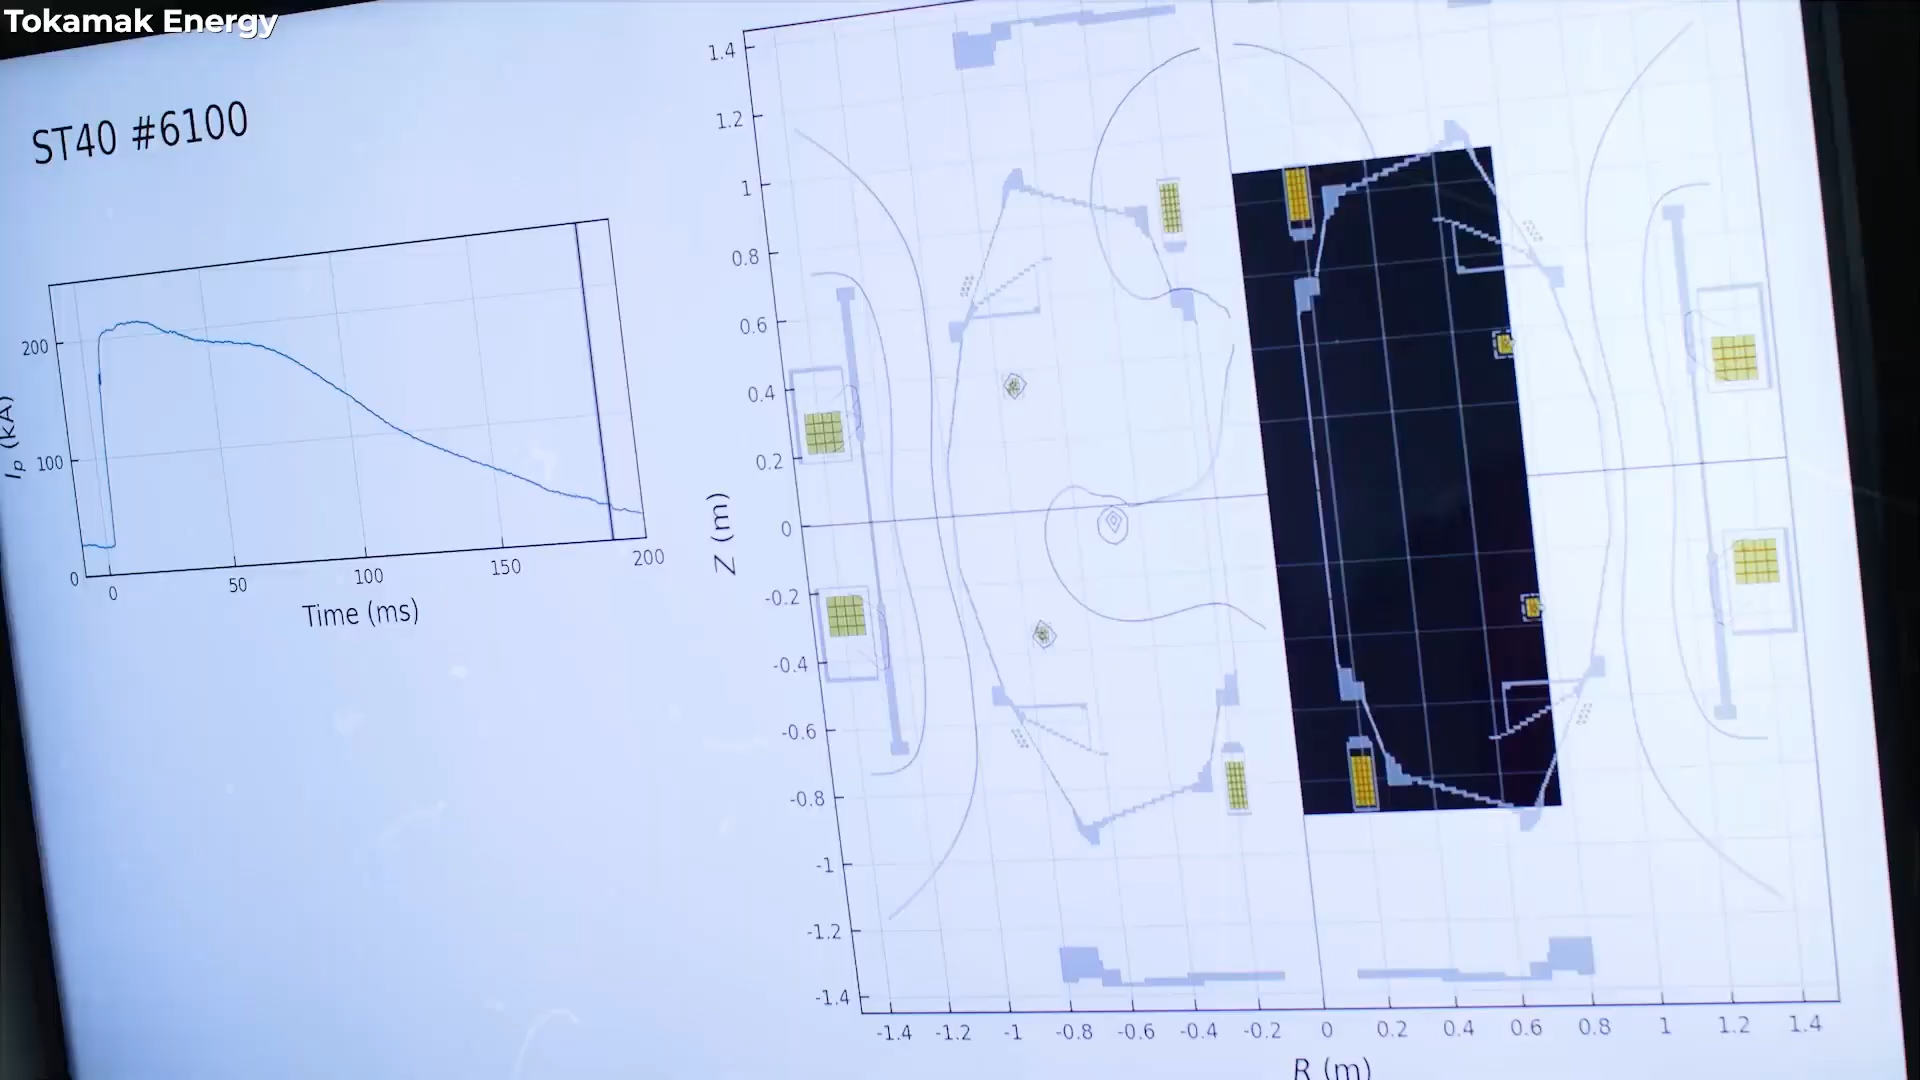 Tokamak Energy
ST40 #6100
200
100
0
Ip (kA)
0 50 100 150 200
Time (ms)
1.4
1.2
1
0.8
0.6
0.4
0.2
0
-0.2
-0.4
-0.6
-0.8
-1
-1.2
-1.4
Z (m)
-1.4 -1.2 -1 -0.8 -0.6 -0.4 -0.2 0 0.2 0.4 0.6 0.8 1 1.2 1.4
R (m)